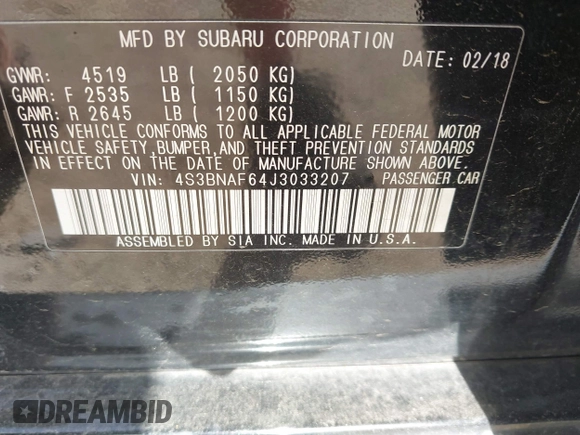 MFD BY SUBARU CORPORATION
DATE: 02/18
GVWR: 4519 LB ( 2050 KG)
GAWR: F 2535 LB ( 1150 KG)
GAWR: R 2645 LB ( 1200 KG)
THIS VEHICLE CONFORMS TO ALL APPLICABLE FEDERAL MOTOR
VEHICLE SAFETY, BUMPER, AND THEFT PREVENTION STANDARDS
IN EFFECT ON THE DATE OF MANUFACTURE SHOWN ABOVE.
VIN: 4S3BNAF64J3033207 PASSENGER CAR
ASSEMBLED BY SIA INC. MADE IN U.S.A.
DREAMBID